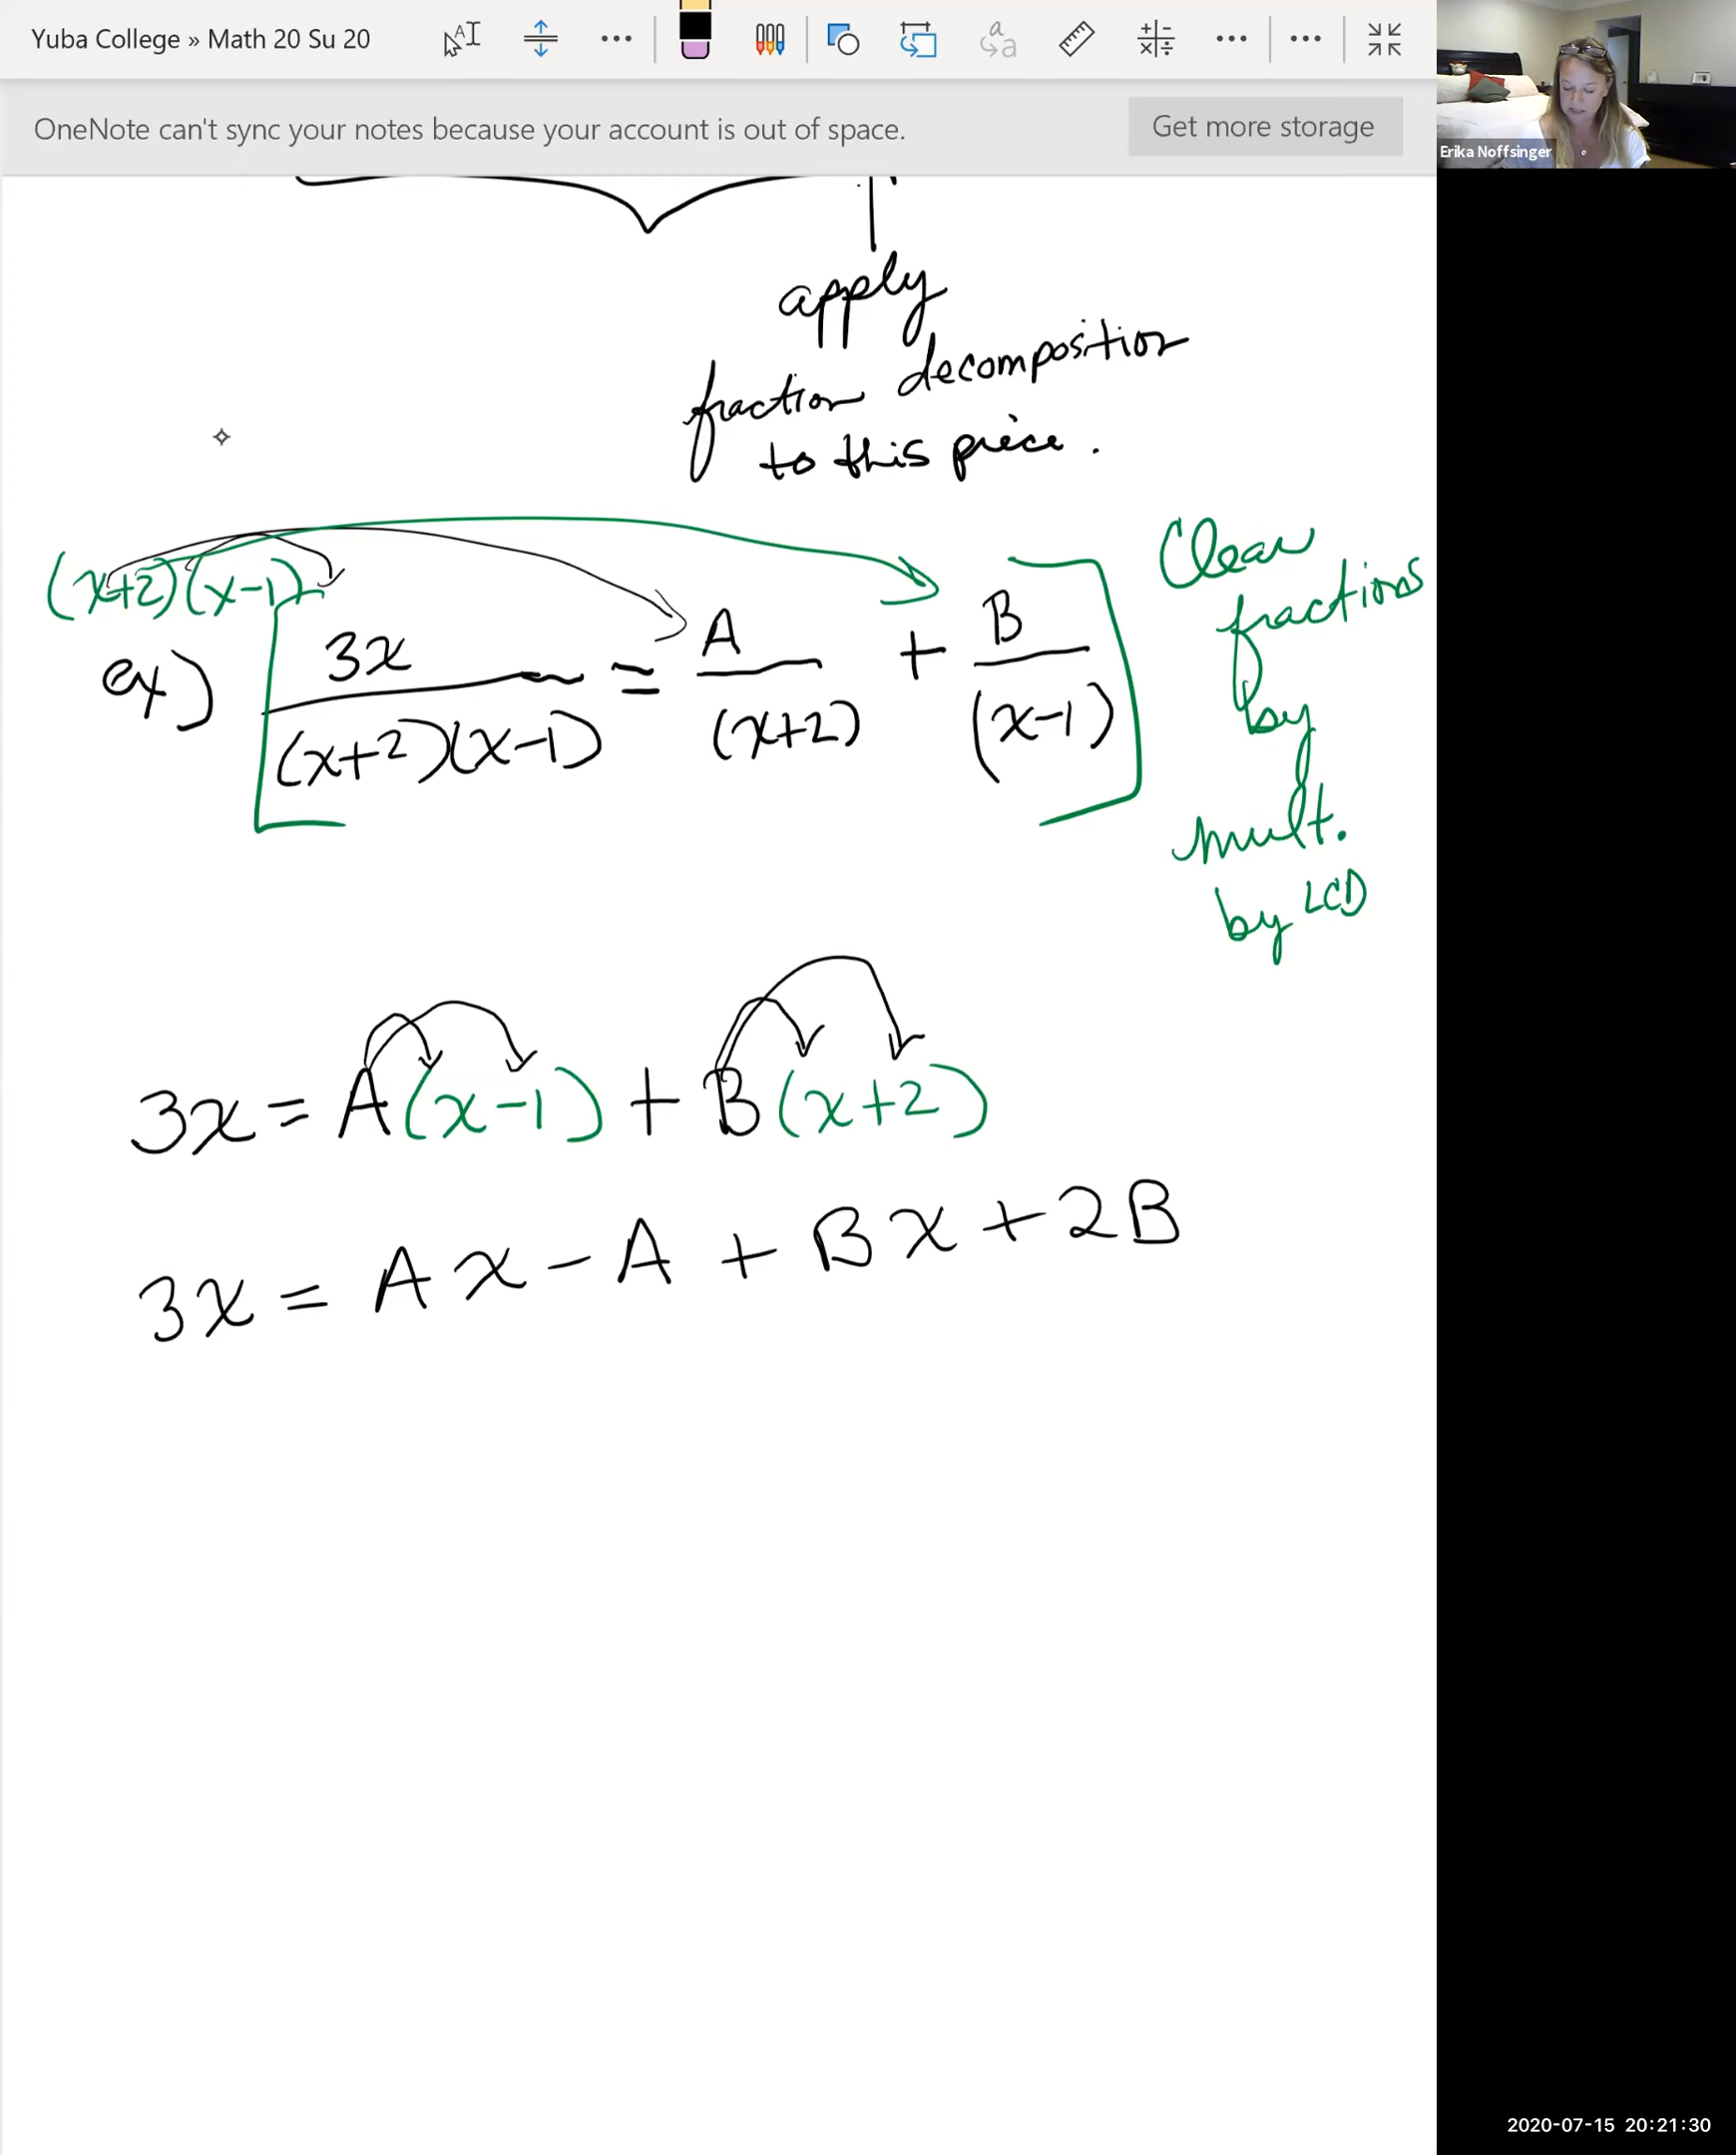 Yuba College » Math 20 Su 20
OneNote can't sync your notes because your account is out of space.
Get more storage
Erika Noffsinger
apply
fraction decomposition
to this piece.
(x+2)(x-1)
ex) 3x / (x+2)(x-1) = A / (x+2) + B / (x-1)
Clear
fractions
by
mult.
by LCD
3x = A(x-1) + B(x+2)
3x = Ax - A + Bx + 2B
2020-07-15 20:21:30